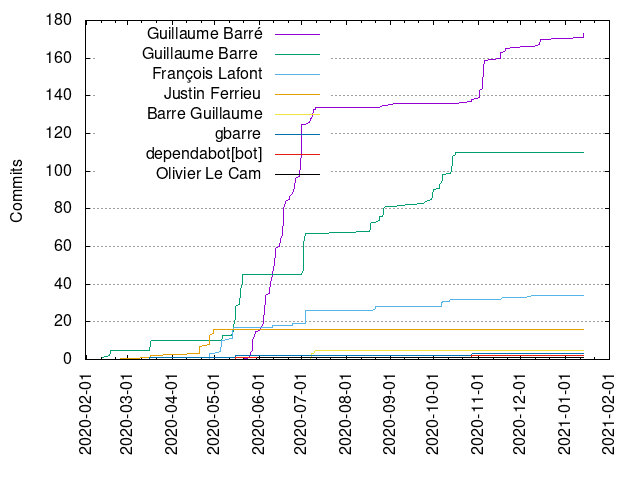 180
160
140
120
100
80
60
40
20
0
Commits
Guillaume Barré
Guillaume Barre
François Lafont
Justin Ferrieu
Barre Guillaume
gbarre
dependabot[bot]
Olivier Le Cam
2020-02-01
2020-03-01
2020-04-01
2020-05-01
2020-06-01
2020-07-01
2020-08-01
2020-09-01
2020-10-01
2020-11-01
2020-12-01
2021-01-01
2021-02-01